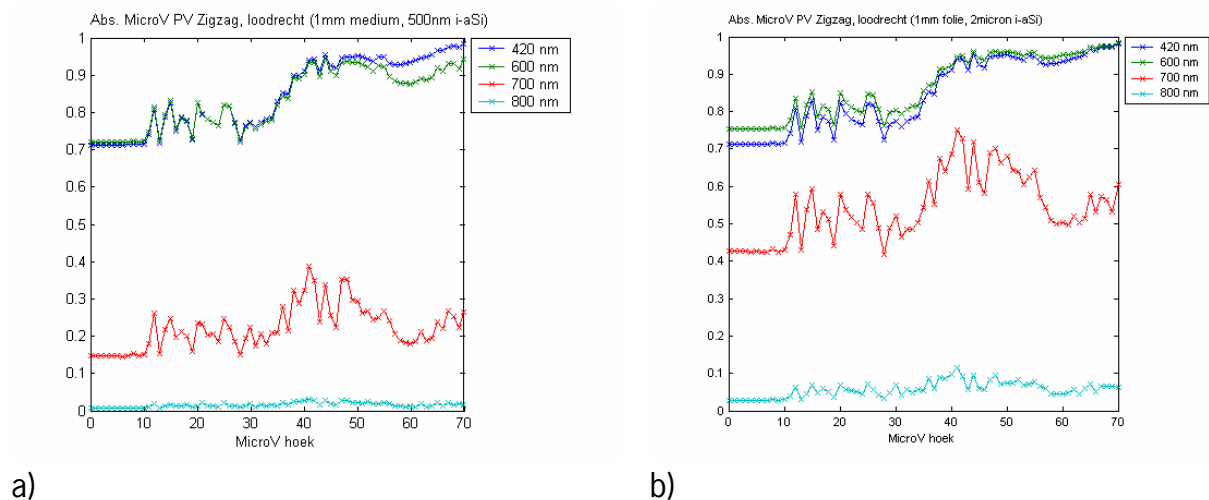 Abs. MicroV PV Zigzag, loodrecht (1mm medium, 500nm i-aSi)
1
0.9
0.8
0.7
0.6
0.5
0.4
0.3
0.2
0.1
0
0 10 20 30 40 50 60 70
MicroV hoek
420 nm
600 nm
700 nm
800 nm
a)
Abs. MicroV PV Zigzag, loodrecht (1mm folie, 2micron i-aSi)
1
0.9
0.8
0.7
0.6
0.5
0.4
0.3
0.2
0.1
0
0 10 20 30 40 50 60 70
MicroV hoek
420 nm
600 nm
700 nm
800 nm
b)